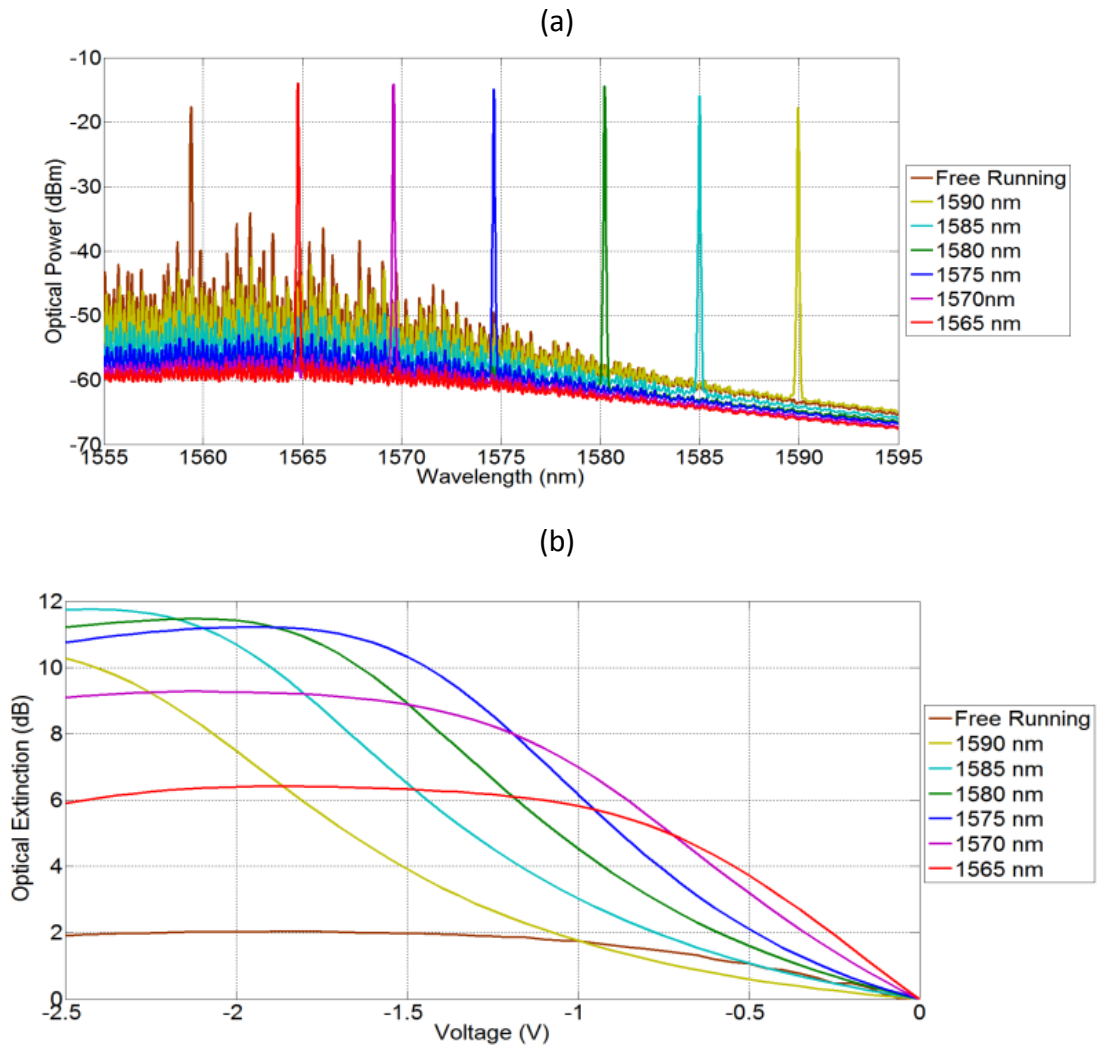 (a)
-10
-20
-30
-40
-50
-60
-70
Optical Power (dBm)
1555 1560 1565 1570 1575 1580 1585 1590 1595
Wavelength (nm)
Free Running
1590 nm
1585 nm
1580 nm
1575 nm
1570nm
1565 nm
(b)
12
10
8
6
4
2
0
Optical Extinction (dB)
-2.5 -2 -1.5 -1 -0.5 0
Voltage (V)
Free Running
1590 nm
1585 nm
1580 nm
1575 nm
1570 nm
1565 nm